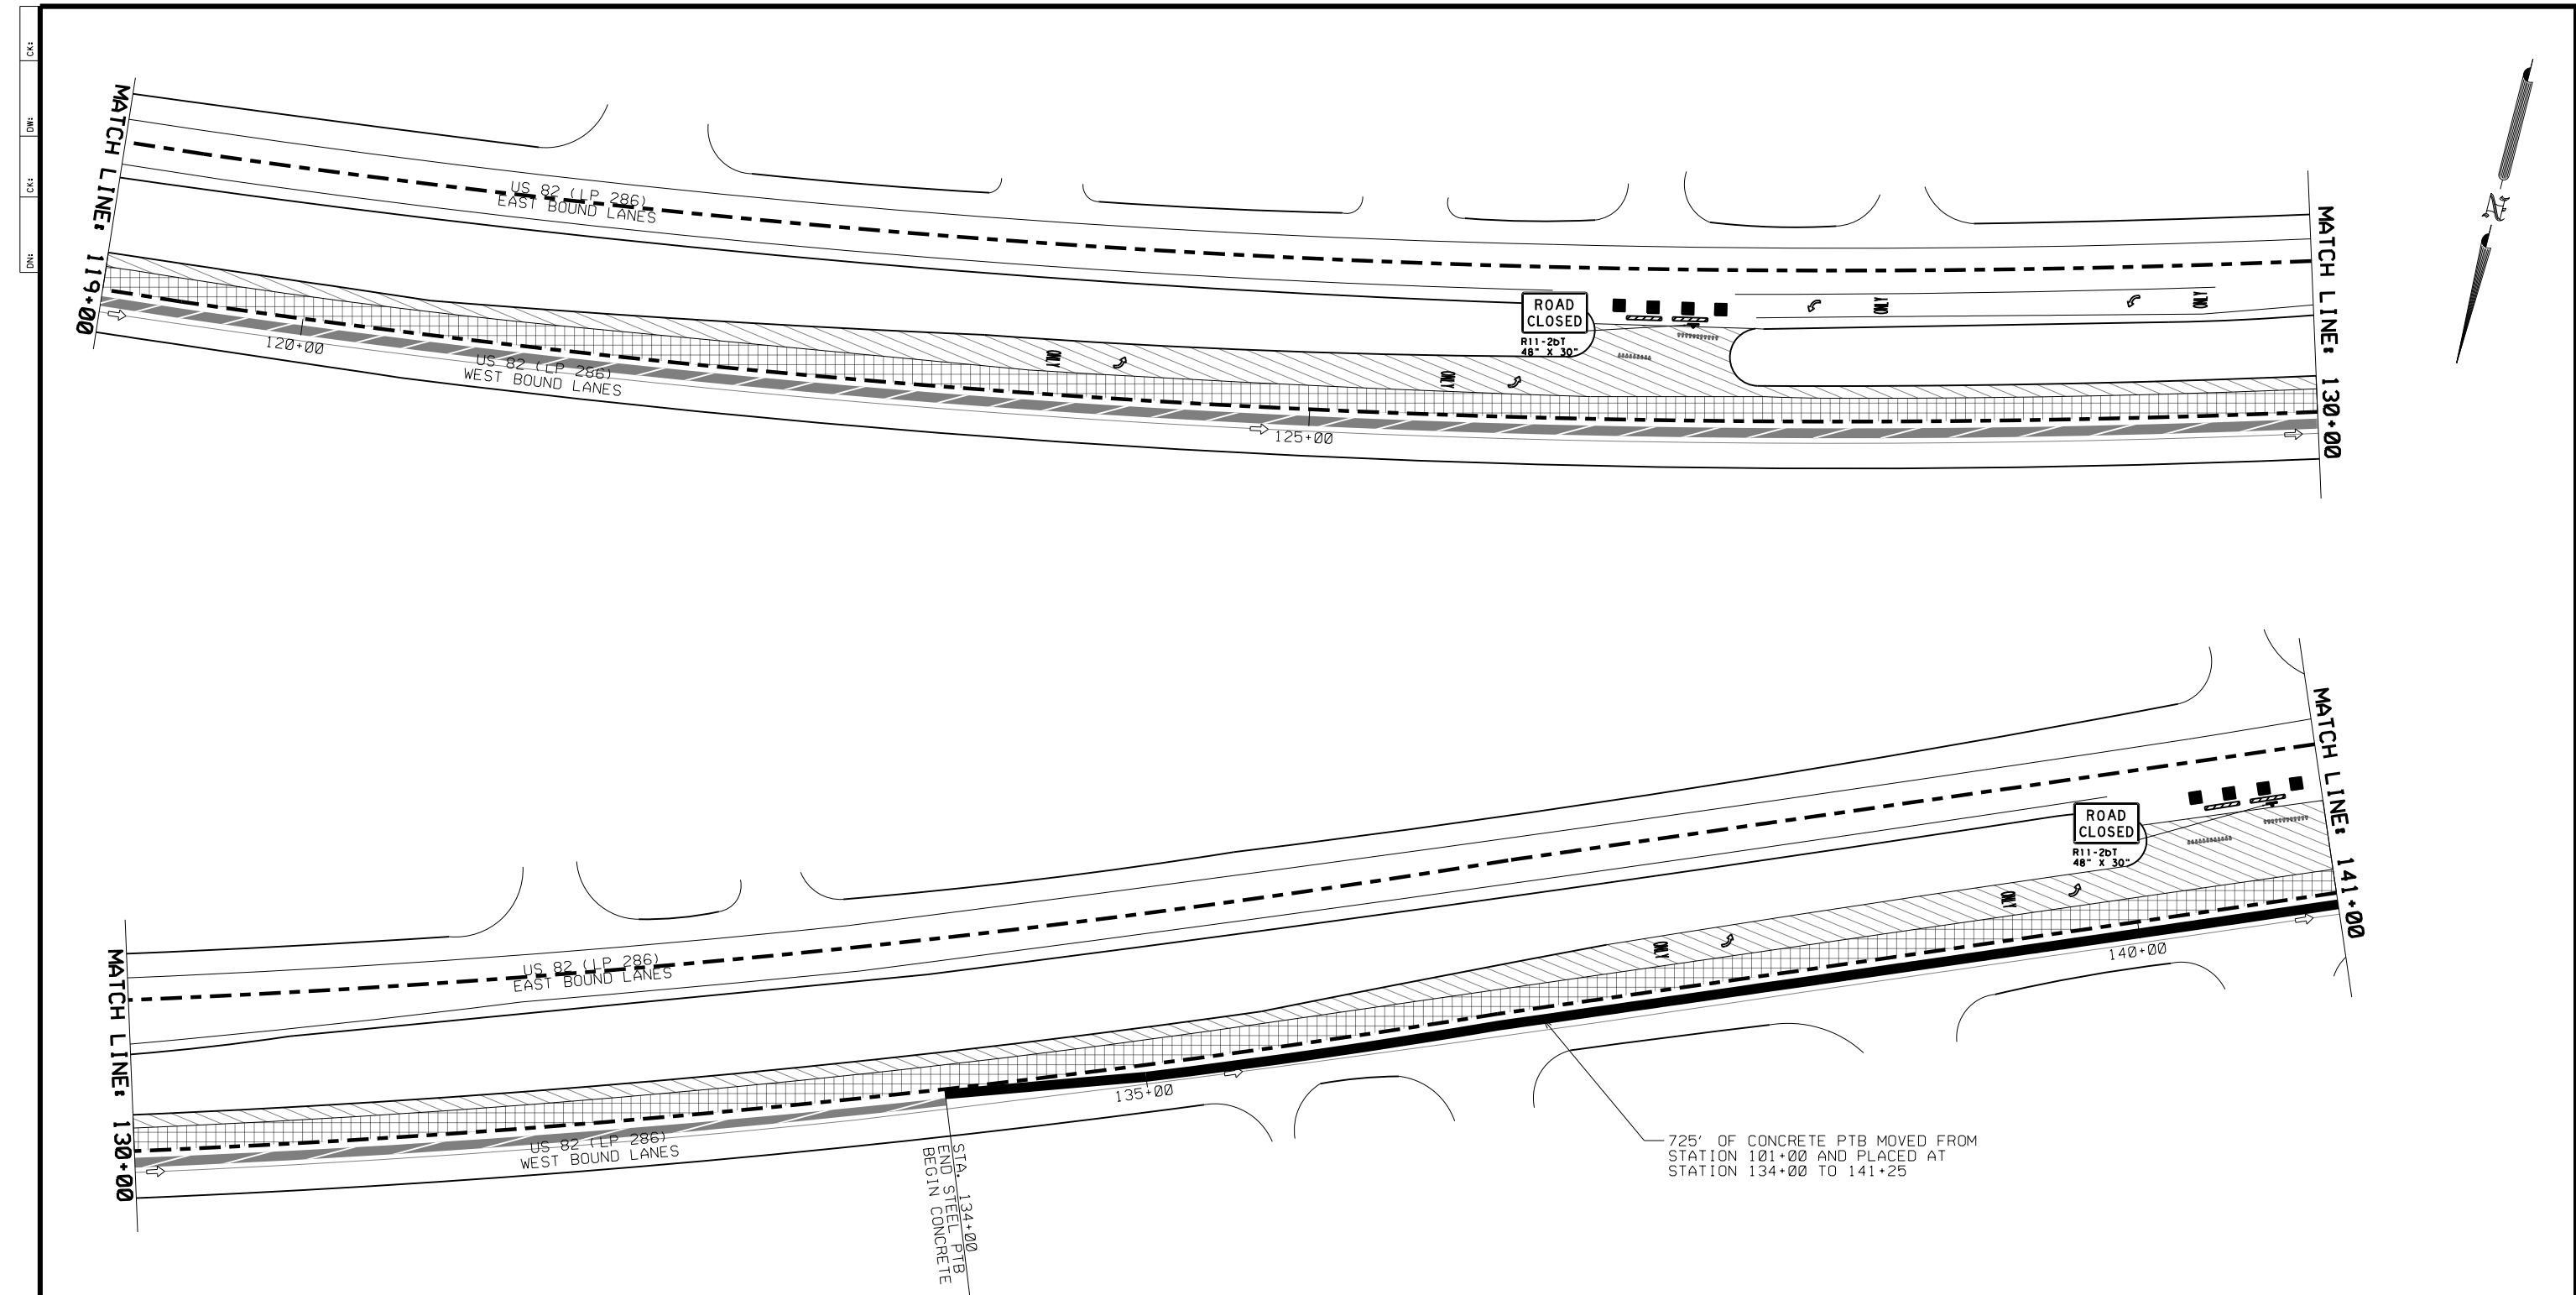 CK:
DW:
CK:
DN:
MATCH LINE: 119+00
US 82 (LP 286)
EAST BOUND LANES
120+00
US 82 (LP 286)
WEST BOUND LANES
ONLY
ONLY
125+00
ROAD
CLOSED
R11-2bT
48" X 30"
ONLY
ONLY
MATCH LINE: 130+00
N
MATCH LINE: 130+00
US 82 (LP 286)
EAST BOUND LANES
US 82 (LP 286)
WEST BOUND LANES
STA. 134+00
END STEEL PTB
BEGIN CONCRETE
135+00
ONLY
ONLY
140+00
ROAD
CLOSED
R11-2bT
48" X 30"
725' OF CONCRETE PTB MOVED FROM
STATION 101+00 AND PLACED AT
STATION 134+00 TO 141+25
MATCH LINE: 141+00